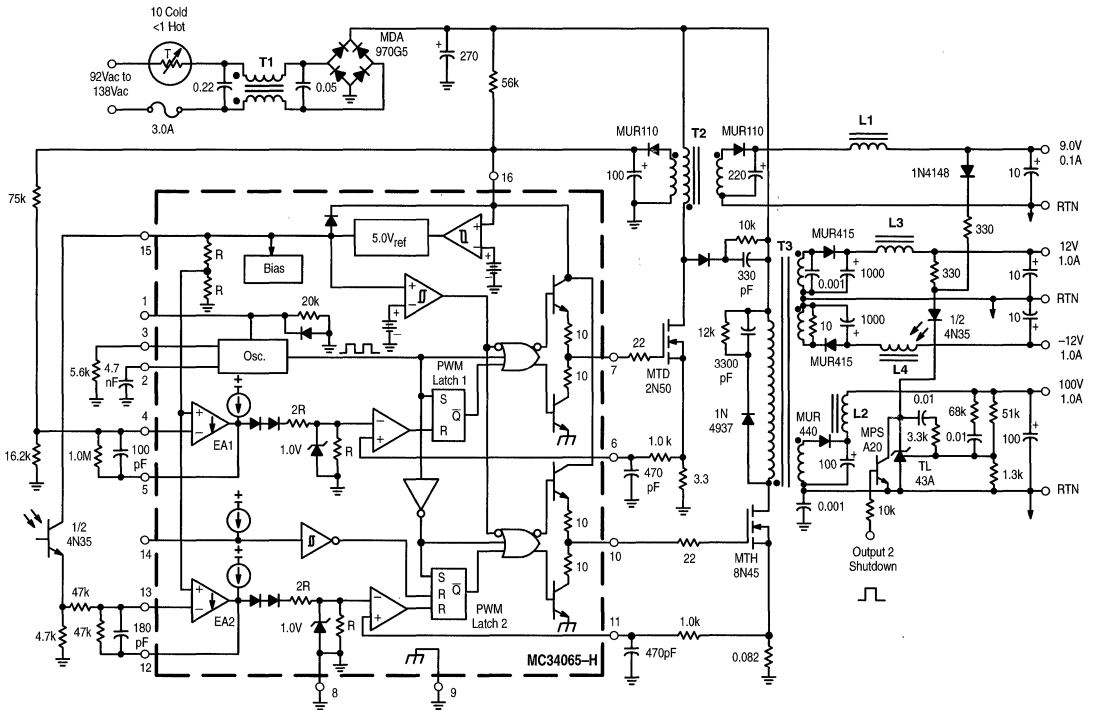 10 Cold
<1 Hot
T
92Vac to
138Vac
3.0A
0.22
T1
0.05
MDA
970G5
+
270
56k
MUR110
T2
MUR110
L1
9.0V
0.1A
100
+
220
+
1N4148
10
+
RTN
75k
16
15
R
R
Bias
5.0Vref
+
–
+
+
–
+
10k
330
pF
T3
MUR415
L3
330
12V
1.0A
0.001
1000
+
330
10
+
RTN
1
3
2
20k
Osc.
5.6k
4.7
nF
10
10
22
7
MTD
2N50
12k
3300
pF
1N
4937
10
1000
+
MUR415
L4
1/2
4N35
10
+
–12V
1.0A
PWM
Latch 1
S
Q
R
4
+
–
EA1
+
2R
1.0V
R
–
+
16.2k
1.0M
100
pF
5
6
1.0 k
470
pF
3.3
MUR
440
L2
100
+
0.001
MPS
A20
0.01
3.3k
TL
43A
68k
0.01
51k
1.3k
100
+
100V
1.0A
RTN
10k
Output 2
Shutdown
1/2
4N35
14
+
+
10
10
10
22
MTH
8N45
47k
13
+
–
EA2
2R
1.0V
R
–
+
S
R
R
Q
PWM
Latch 2
4.7k
47k
180
pF
12
11
1.0k
470pF
0.082
8
9
MC34065–H